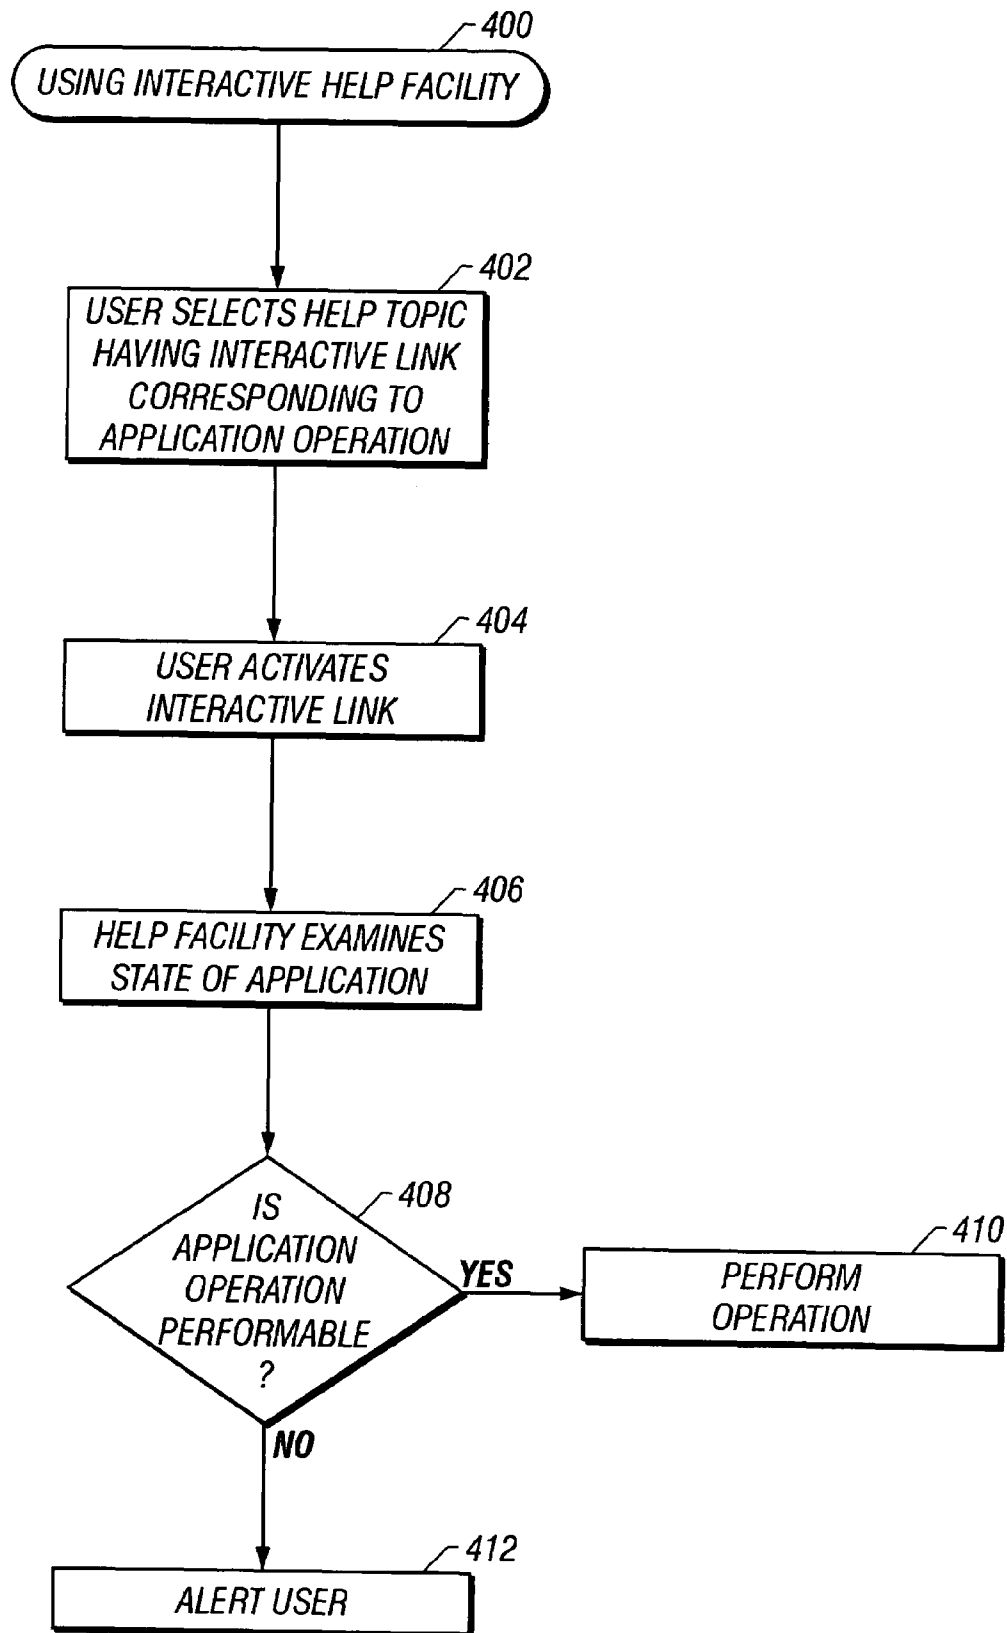 400
USING INTERACTIVE HELP FACILITY
402
USER SELECTS HELP TOPIC
HAVING INTERACTIVE LINK
CORRESPONDING TO
APPLICATION OPERATION
404
USER ACTIVATES
INTERACTIVE LINK
406
HELP FACILITY EXAMINES
STATE OF APPLICATION
408
IS
APPLICATION
OPERATION
PERFORMABLE
?
YES
410
PERFORM
OPERATION
NO
412
ALERT USER